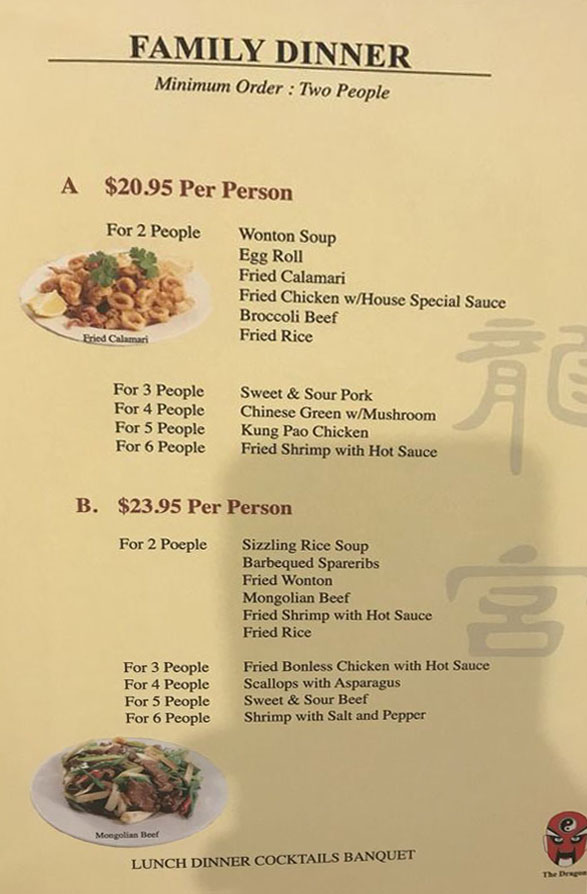 FAMILY DINNER
Minimum Order : Two People
A $20.95 Per Person
For 2 People Wonton Soup
Egg Roll
Fried Calamari
Fried Chicken w/House Special Sauce
Broccoli Beef
Fried Rice
Fried Calamari
For 3 People Sweet & Sour Pork
For 4 People Chinese Green w/Mushroom
For 5 People Kung Pao Chicken
For 6 People Fried Shrimp with Hot Sauce
龍
宮
B. $23.95 Per Person
For 2 Poeple Sizzling Rice Soup
Barbequed Spareribs
Fried Wonton
Mongolian Beef
Fried Shrimp with Hot Sauce
Fried Rice
For 3 People Fried Bonless Chicken with Hot Sauce
For 4 People Scallops with Asparagus
For 5 People Sweet & Sour Beef
For 6 People Shrimp with Salt and Pepper
Mongolian Beef
LUNCH DINNER COCKTAILS BANQUET
The Dragon